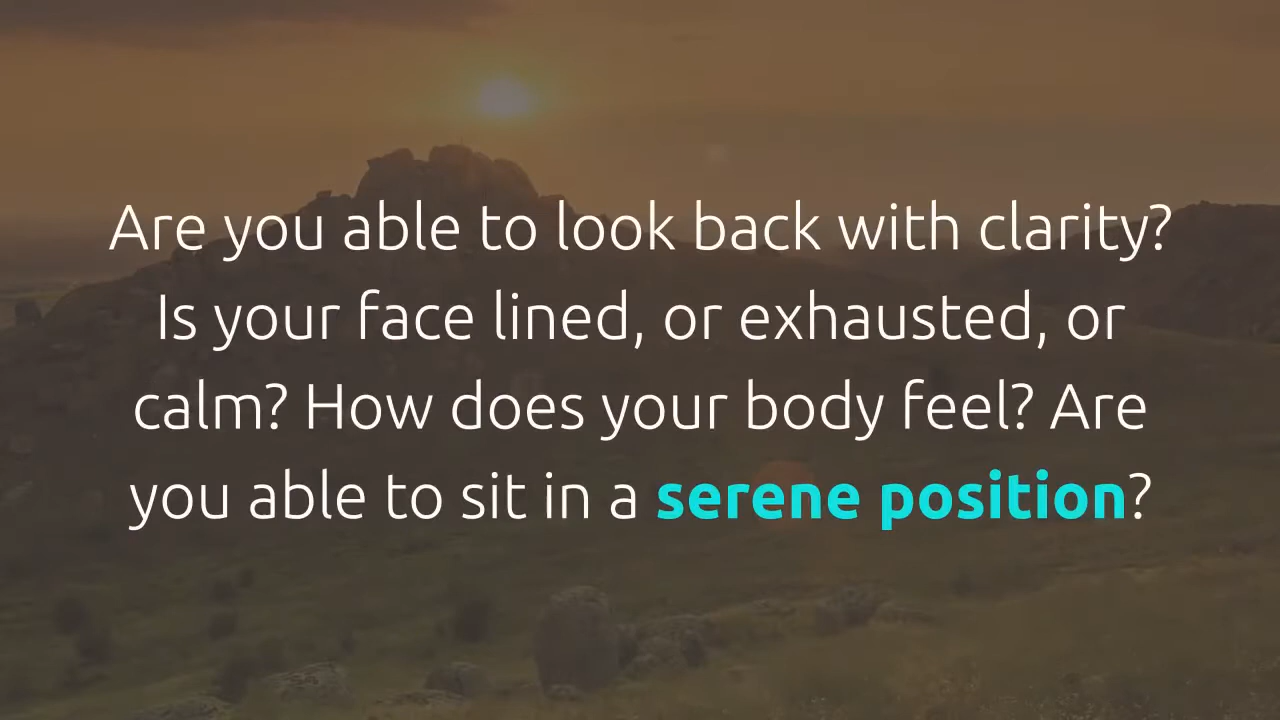 Are you able to look back with clarity?
Is your face lined, or exhausted, or
calm? How does your body feel? Are
you able to sit in a serene position?